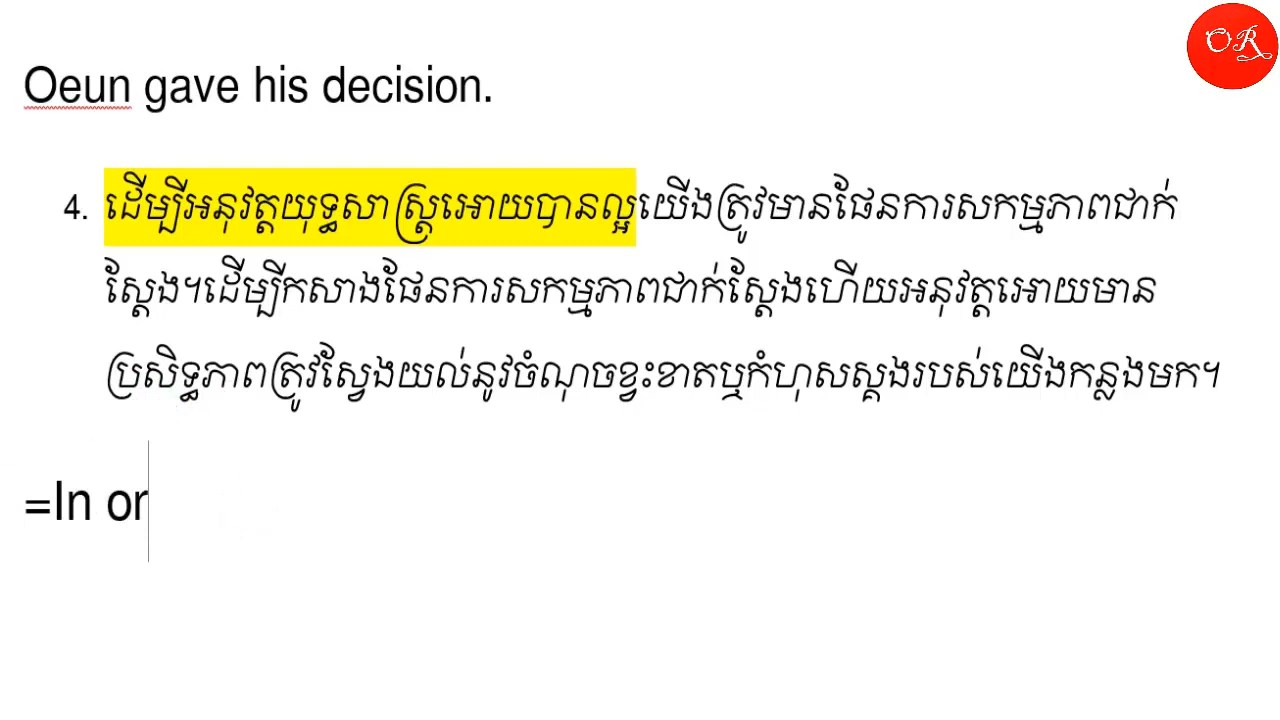 OR
Oeun gave his decision.
4. ដើម្បីអនុវត្តយុទ្ធសាស្ត្រអោយបានល្អយើងត្រូវមានផែនការសកម្មភាពជាក់
ស្តែង។ដើម្បីកសាងផែនការសកម្មភាពជាក់ស្តែងហើយអនុវត្តអោយមាន
ប្រសិទ្ធភាពត្រូវស្វែងយល់នូវចំណុចខ្វះខាតឬកំហុសស្គងរបស់យើងកន្លងមក។
=In or